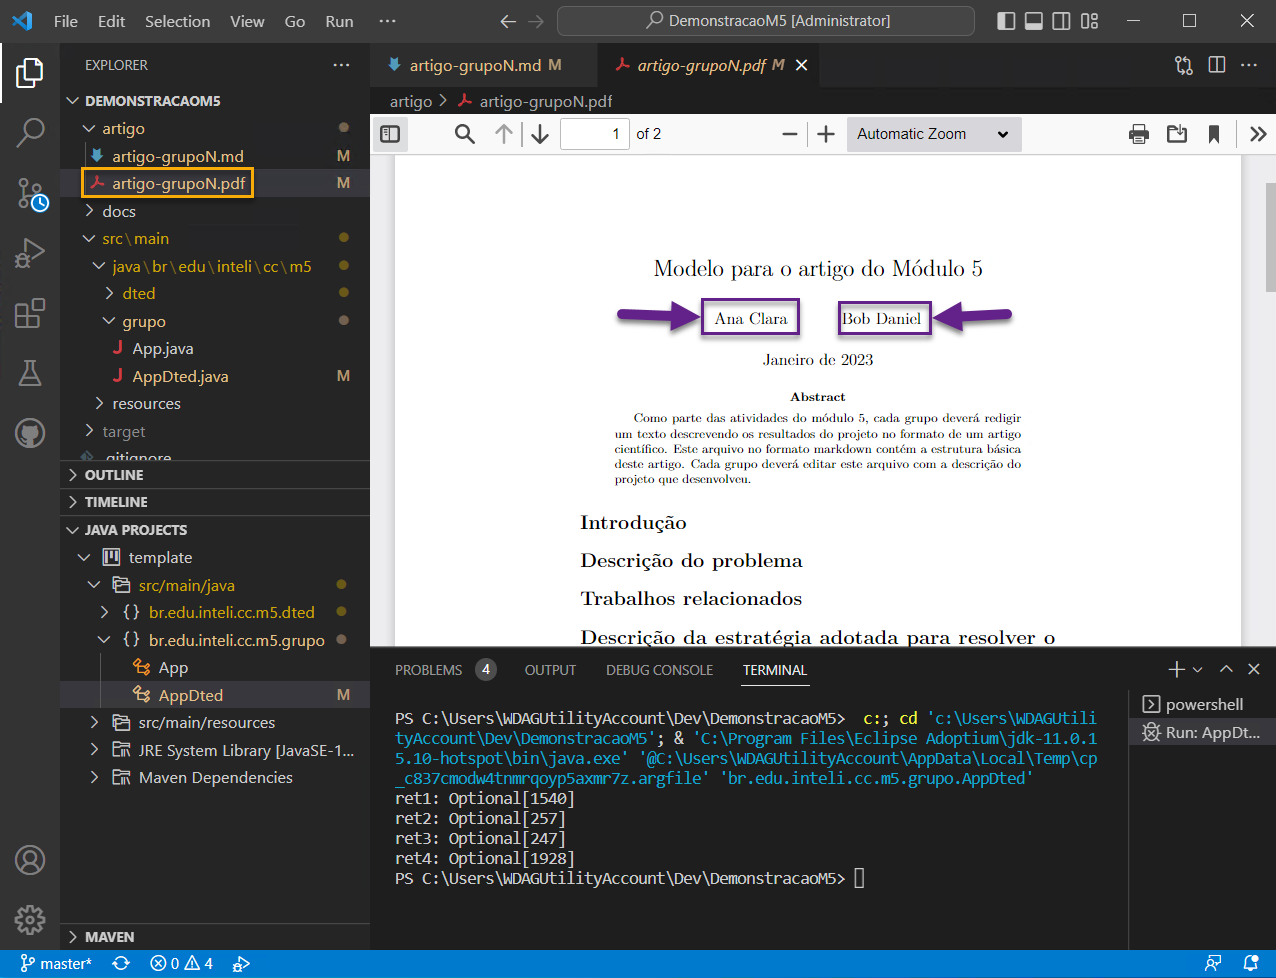 File Edit Selection View Go Run ···
DemonstracaoM5 [Administrator]
EXPLORER
DEMONSTRACAOM5
artigo
artigo-grupoN.md M
artigo-grupoN.pdf M
docs
src\main
java\br\edu\inteli\cc\m5
dted
grupo
App.java
AppDted.java M
resources
target
.gitignore
OUTLINE
TIMELINE
JAVA PROJECTS
template
src/main/java
br.edu.inteli.cc.m5.dted
br.edu.inteli.cc.m5.grupo
App
AppDted M
src/main/resources
JRE System Library [JavaSE-1...
Maven Dependencies
MAVEN
artigo-grupoN.md M
artigo-grupoN.pdf M
artigo > artigo-grupoN.pdf
1 of 2
Automatic Zoom
Modelo para o artigo do Módulo 5
Ana Clara Bob Daniel
Janeiro de 2023
Abstract
Como parte das atividades do módulo 5, cada grupo deverá redigir
um texto descrevendo os resultados do projeto no formato de um artigo
científico. Este arquivo no formato markdown contém a estrutura básica
deste artigo. Cada grupo deverá editar este arquivo com a descrição do
projeto que desenvolveu.
Introdução
Descrição do problema
Trabalhos relacionados
Descrição da estratégia adotada para resolver o
PROBLEMS 4 OUTPUT DEBUG CONSOLE TERMINAL
PS C:\Users\WDAGUtilityAccount\Dev\DemonstracaoM5>  c:; cd 'c:\Users\WDAGUtili
tyAccount\Dev\DemonstracaoM5'; & 'C:\Program Files\Eclipse Adoptium\jdk-11.0.1
5.10-hotspot\bin\java.exe' '@C:\Users\WDAGUtilityAccount\AppData\Local\Temp\cp
_c837cmodw4tnmrqoyp5axmr7z.argfile' 'br.edu.inteli.cc.m5.grupo.AppDted'
ret1: Optional[1540]
ret2: Optional[257]
ret3: Optional[247]
ret4: Optional[1928]
PS C:\Users\WDAGUtilityAccount\Dev\DemonstracaoM5>
powershell
Run: AppDt...
master* 0 4